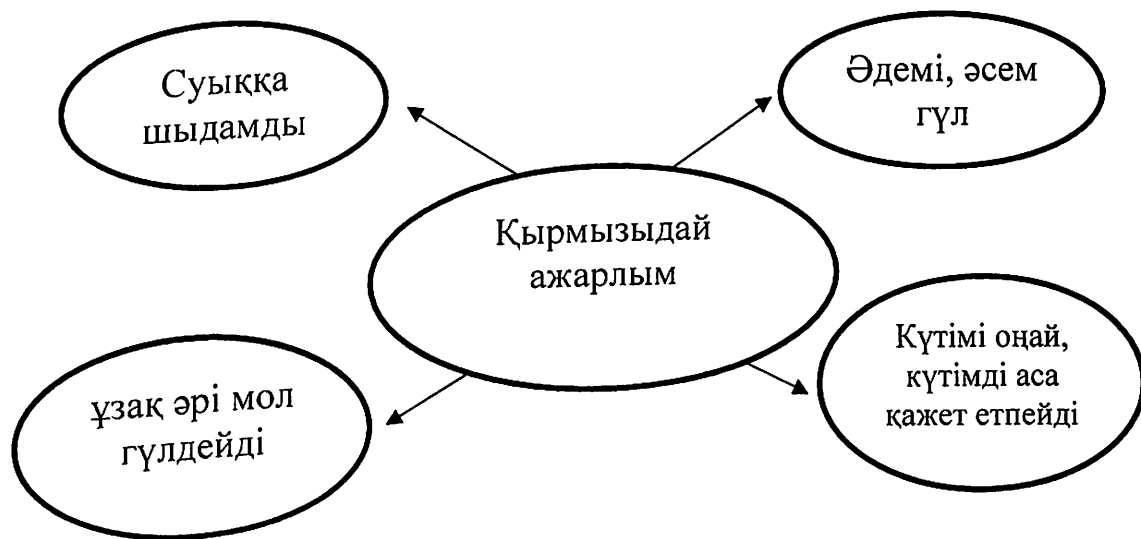 Суыққа
шыдамды
Әдемі, әсем
гүл
Қырмызыдай
ажарлым
ұзақ әрі мол
гүлдейді
Күтімі оңай,
күтімді аса
қажет етпейді